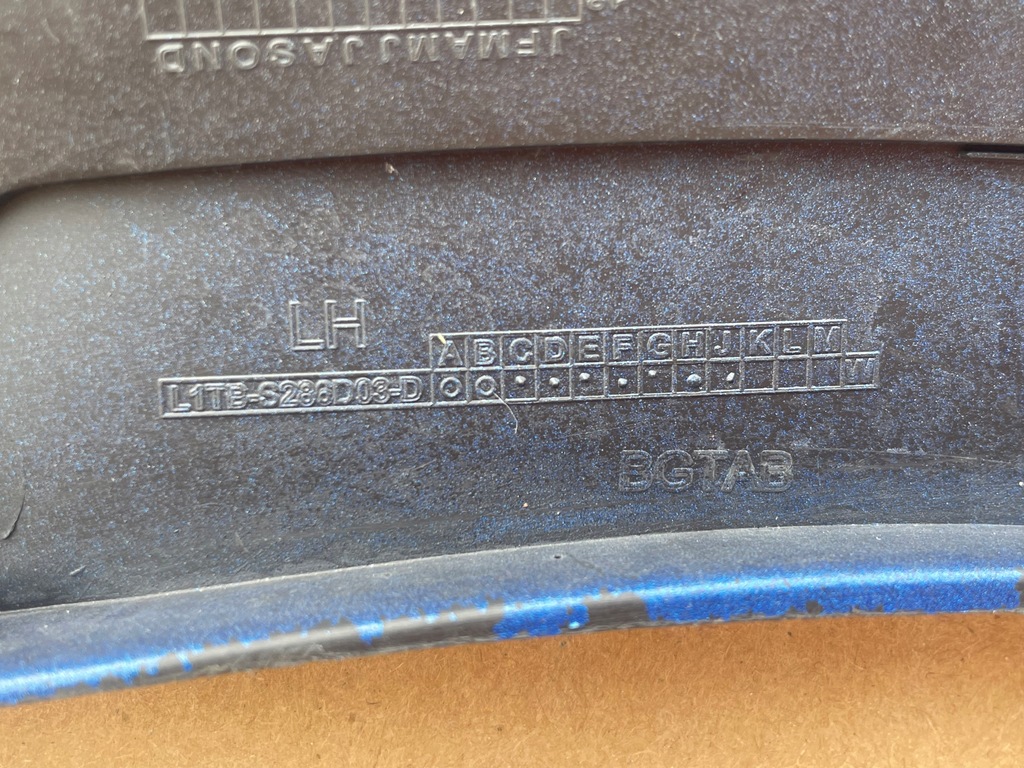 JFMAMJJASOND
LH
ABCDEFGHJKLM
L1TB-S286D03-D
W
BGTAB